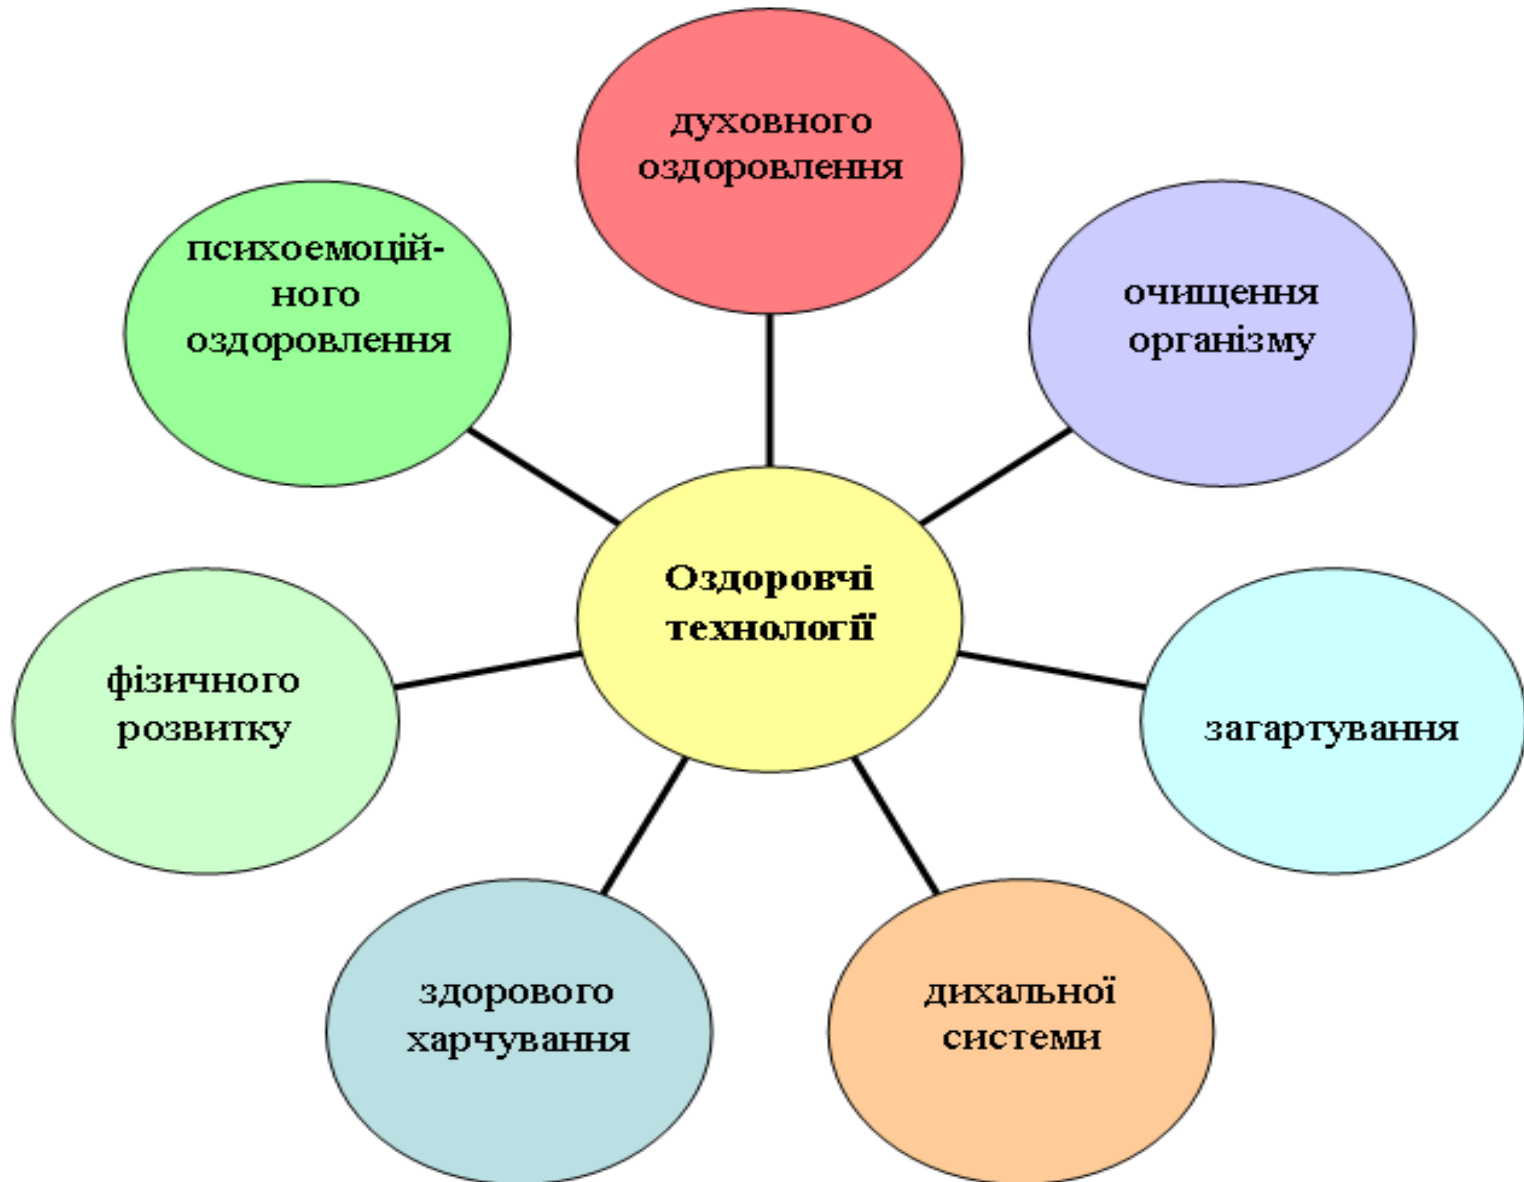 духовного
оздоровлення
психоемоцій-
ного
оздоровлення
очищення
організму
Оздоровчі
технології
фізичного
розвитку
загартування
здорового
харчування
дихальної
системи